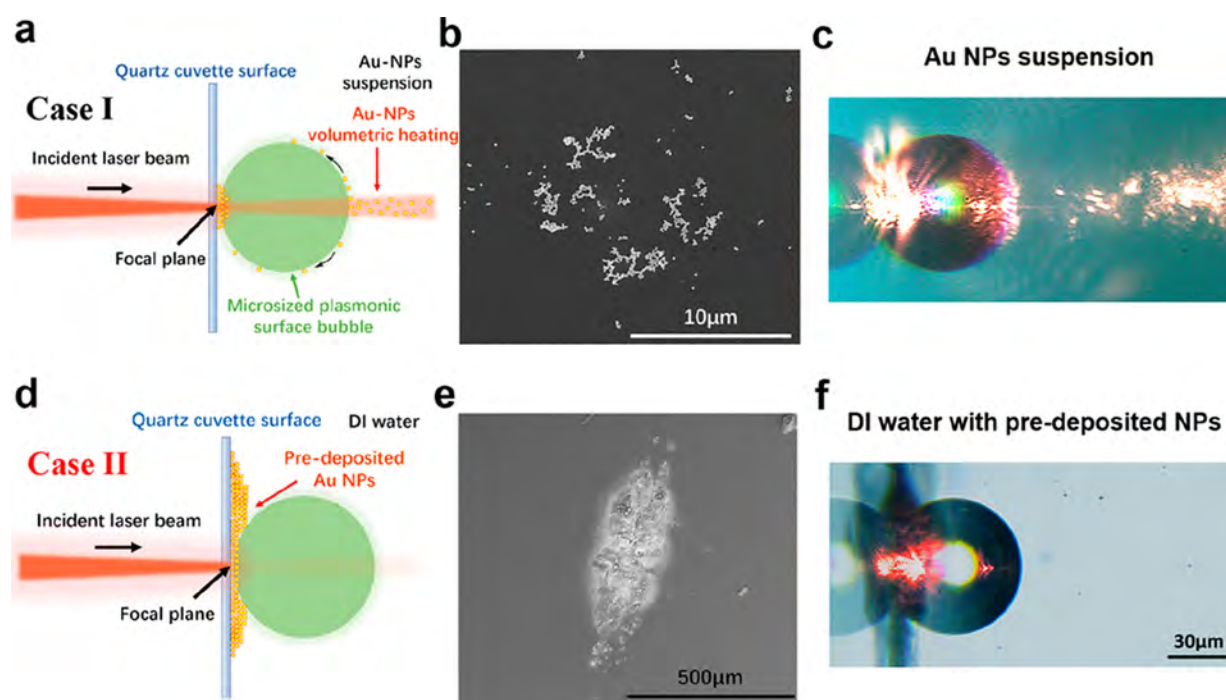 a
Quartz cuvette surface
Au-NPs
suspension
Case I
Au-NPs
volumetric heating
Incident laser beam
Focal plane
Microsized plasmonic
surface bubble
b
10μm
c
Au NPs suspension
d
Quartz cuvette surface
DI water
Case II
Pre-deposited
Au NPs
Incident laser beam
Focal plane
e
500μm
f
DI water with pre-deposited NPs
30μm